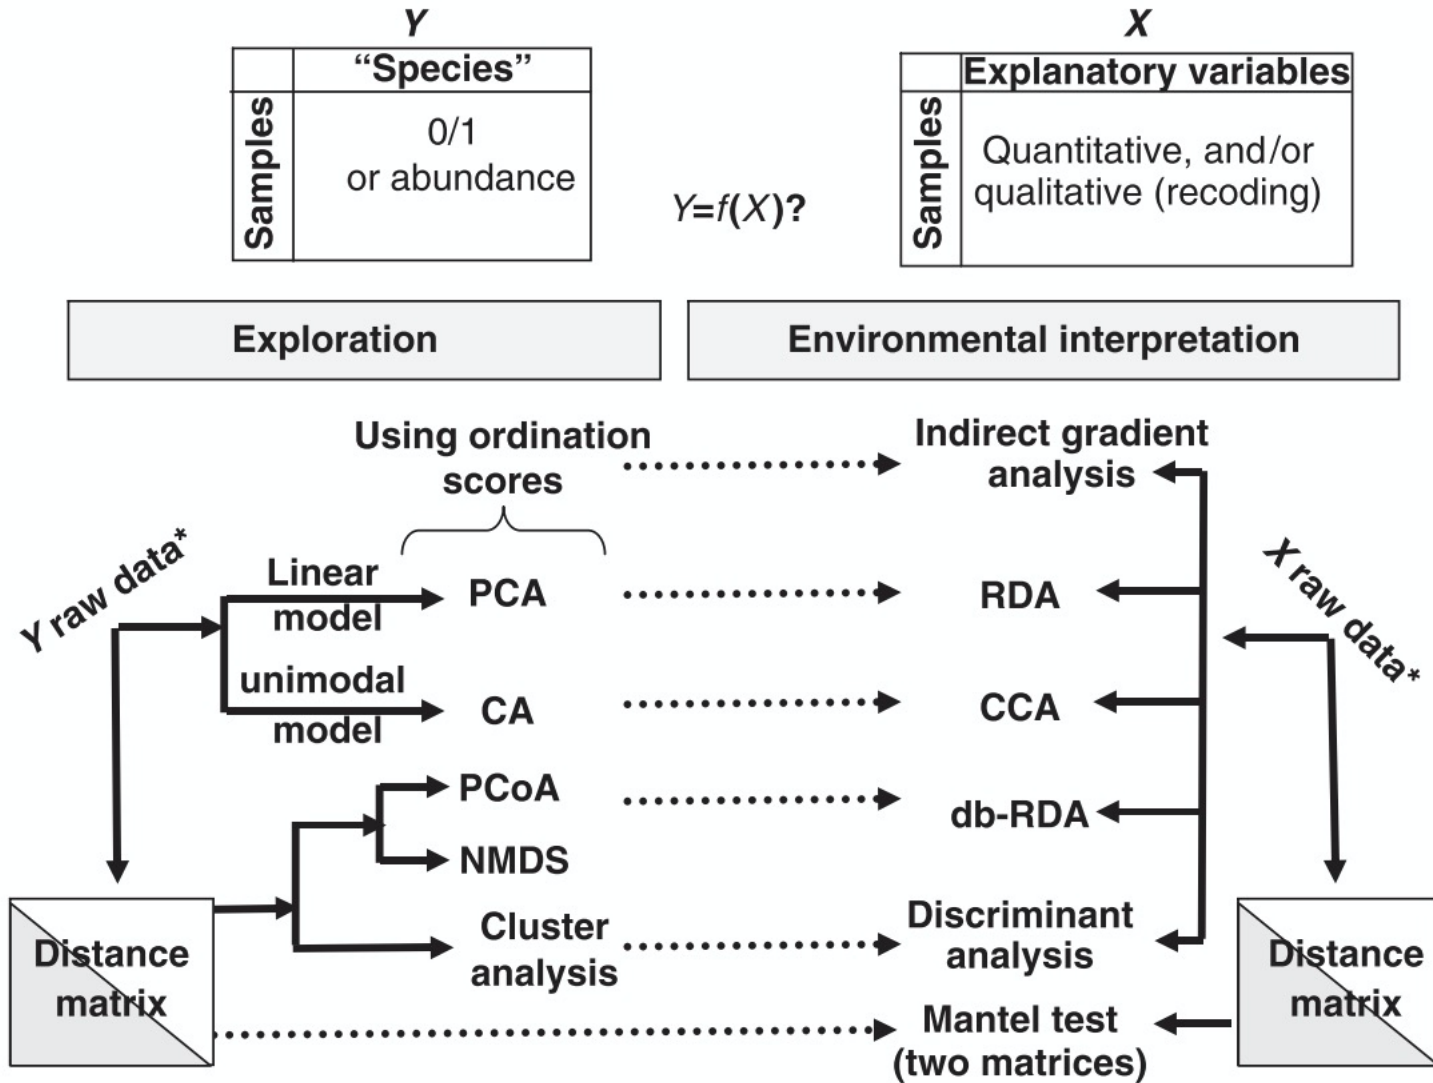 Y
X
“Species”
Explanatory variables
Samples
0/1
or abundance
Y=f(X)?
Samples
Quantitative, and/or
qualitative (recoding)
Exploration
Environmental interpretation
Using ordination
scores
Indirect gradient
analysis
Y raw data*
Linear
model
PCA
RDA
X raw data*
unimodal
model
CA
CCA
PCoA
db-RDA
NMDS
Cluster
analysis
Discriminant
analysis
Distance
matrix
Distance
matrix
Mantel test
(two matrices)